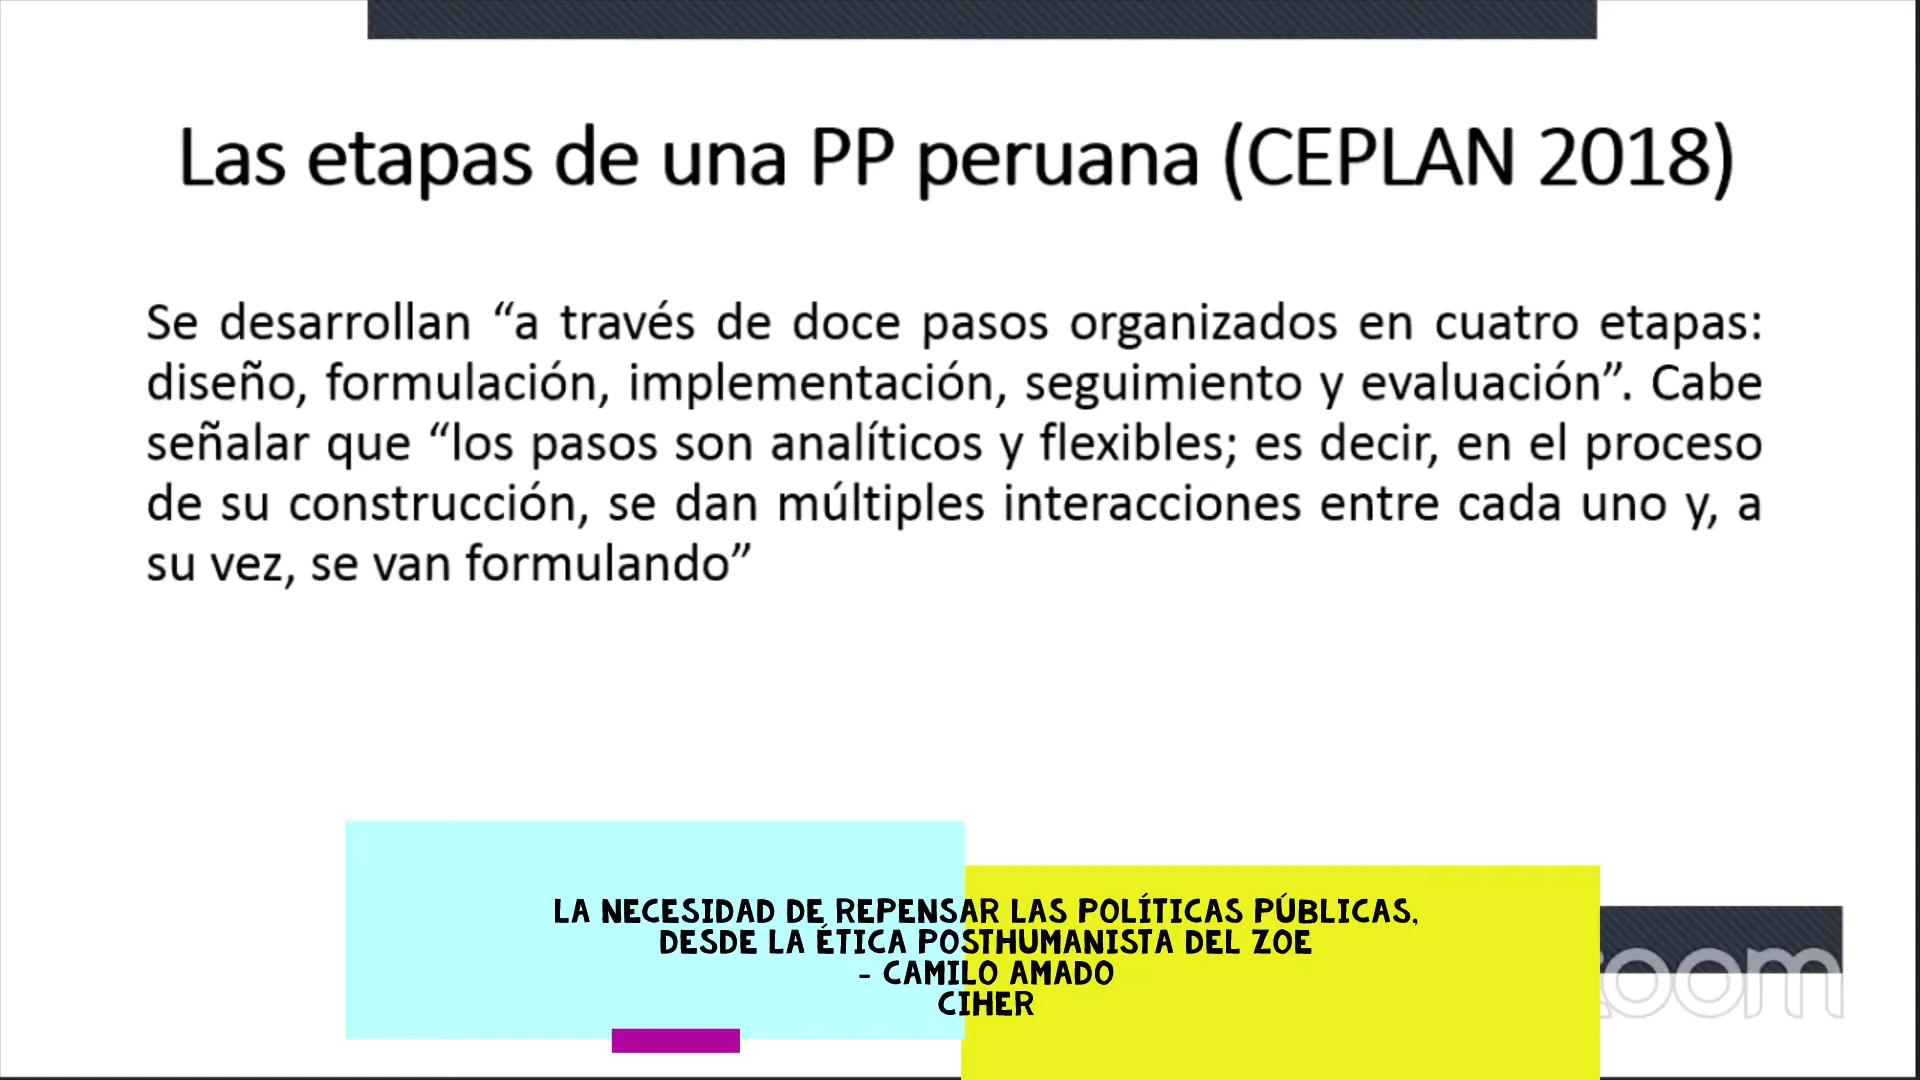 Las etapas de una PP peruana (CEPLAN 2018)
Se desarrollan “a través de doce pasos organizados en cuatro etapas:
diseño, formulación, implementación, seguimiento y evaluación”. Cabe
señalar que “los pasos son analíticos y flexibles; es decir, en el proceso
de su construcción, se dan múltiples interacciones entre cada uno y, a
su vez, se van formulando”
LA NECESIDAD DE REPENSAR LAS POLÍTICAS PÚBLICAS,
DESDE LA ÉTICA POSTHUMANISTA DEL ZOE
- CAMILO AMADO
CIHER
zoom